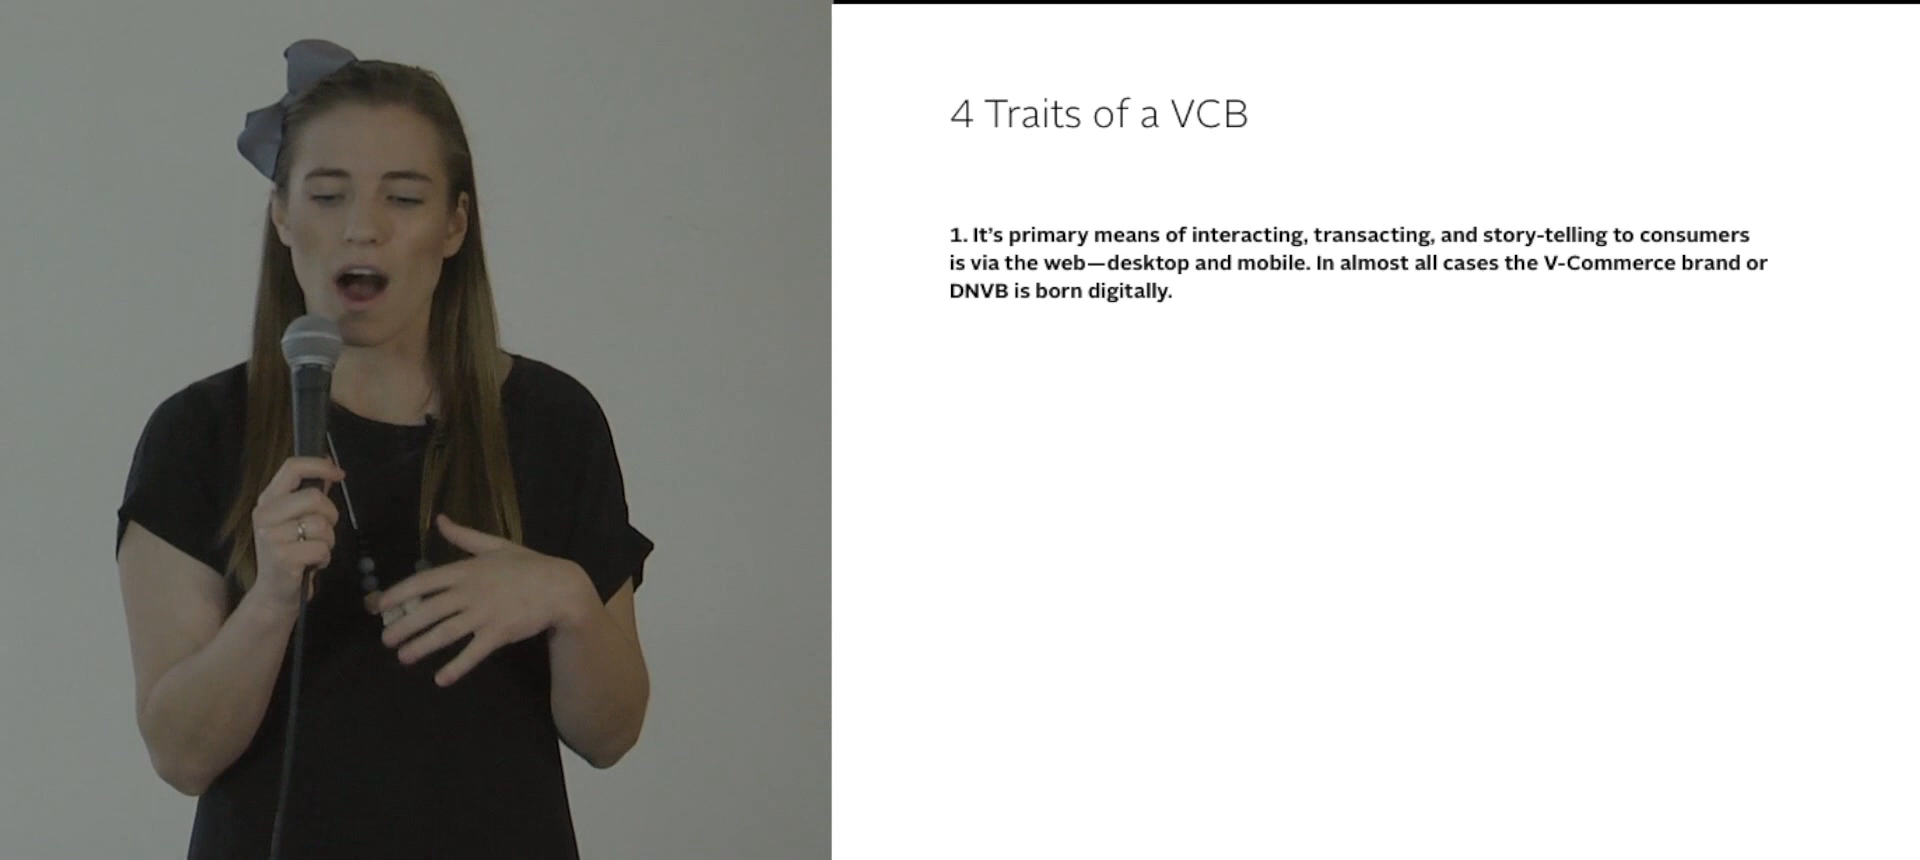 4 Traits of a VCB
1. It's primary means of interacting, transacting, and story-telling to consumers
is via the web—desktop and mobile. In almost all cases the V-Commerce brand or
DNVB is born digitally.